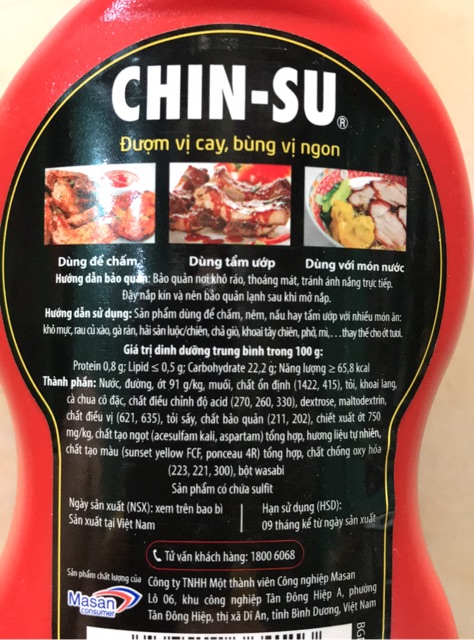 CHIN-SU®
Đượm vị cay, bùng vị ngon
Dùng để chấm
Dùng tẩm ướp
Dùng với món nước
Hướng dẫn bảo quản: Bảo quản nơi khô ráo, thoáng mát, tránh ánh nắng trực tiếp.
Đậy nắp kín và nên bảo quản lạnh sau khi mở nắp.
Hướng dẫn sử dụng: Sản phẩm dùng để chấm, nêm, nấu hay tẩm ướp với nhiều món ăn:
khô mực, rau củ xào, gà rán, hải sản luộc/chiên, chả giò, khoai tây chiên, phở, mì,... thay thế cho ớt tươi.
Giá trị dinh dưỡng trung bình trong 100 g:
Protein 0,8 g; Lipid ≤ 0,5 g; Carbohydrate 22,2 g; Năng lượng ≥ 65,8 kcal
Thành phần: Nước, đường, ớt 91 g/kg, muối, chất ổn định (1422, 415), tỏi, khoai lang,
cà chua cô đặc, chất điều chỉnh độ acid (270, 260, 330), dextrose, maltodextrin,
chất điều vị (621, 635), tỏi sấy, chất bảo quản (211, 202), chiết xuất ớt 750
mg/kg, chất tạo ngọt (acesulfam kali, aspartam) tổng hợp, hương liệu tự nhiên,
chất tạo màu (sunset yellow FCF, ponceau 4R) tổng hợp, chất chống oxy hóa
(223, 221, 300), bột wasabi
Sản phẩm có chứa sulfit
Ngày sản xuất (NSX): xem trên bao bì
Sản xuất tại Việt Nam
Hạn sử dụng (HSD):
09 tháng kể từ ngày sản xuất
Tư vấn khách hàng: 1800 6068
Sản phẩm chất lượng của
Masan
consumer
Công ty TNHH Một thành viên Công nghiệp Masan
Lô 06, khu công nghiệp Tân Đông Hiệp A, phường
Tân Đông Hiệp, thị xã Dĩ An, tỉnh Bình Dương, Việt Nam